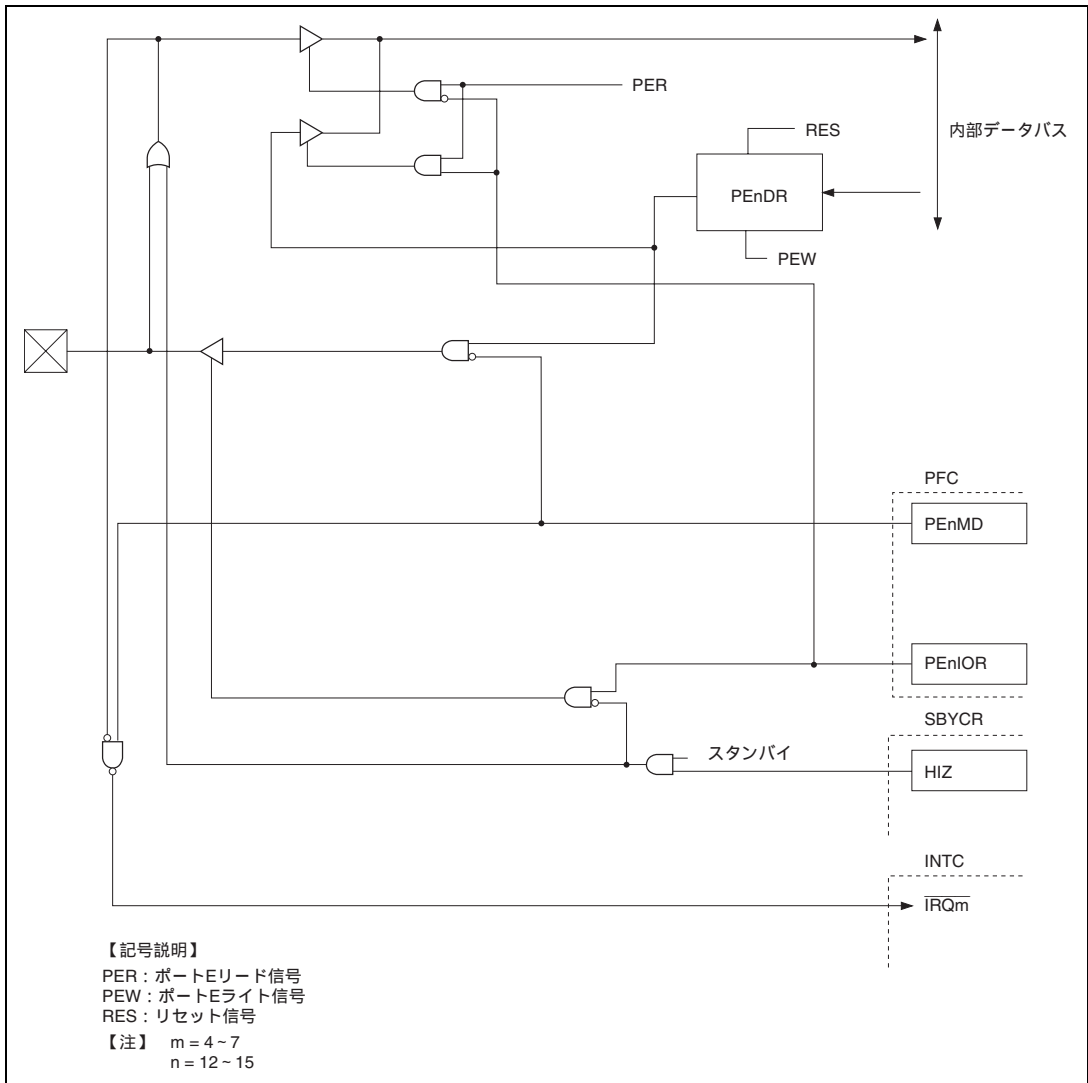 PER
内部データバス
RES
PEnDR
PEW
PFC
PEnMD
PEnIOR
SBYCR
スタンバイ
HIZ
INTC
IRQm
【記号説明】
PER：ポートEリード信号
PEW：ポートEライト信号
RES：リセット信号
【注】 m = 4 ~ 7
n = 12 ~ 15